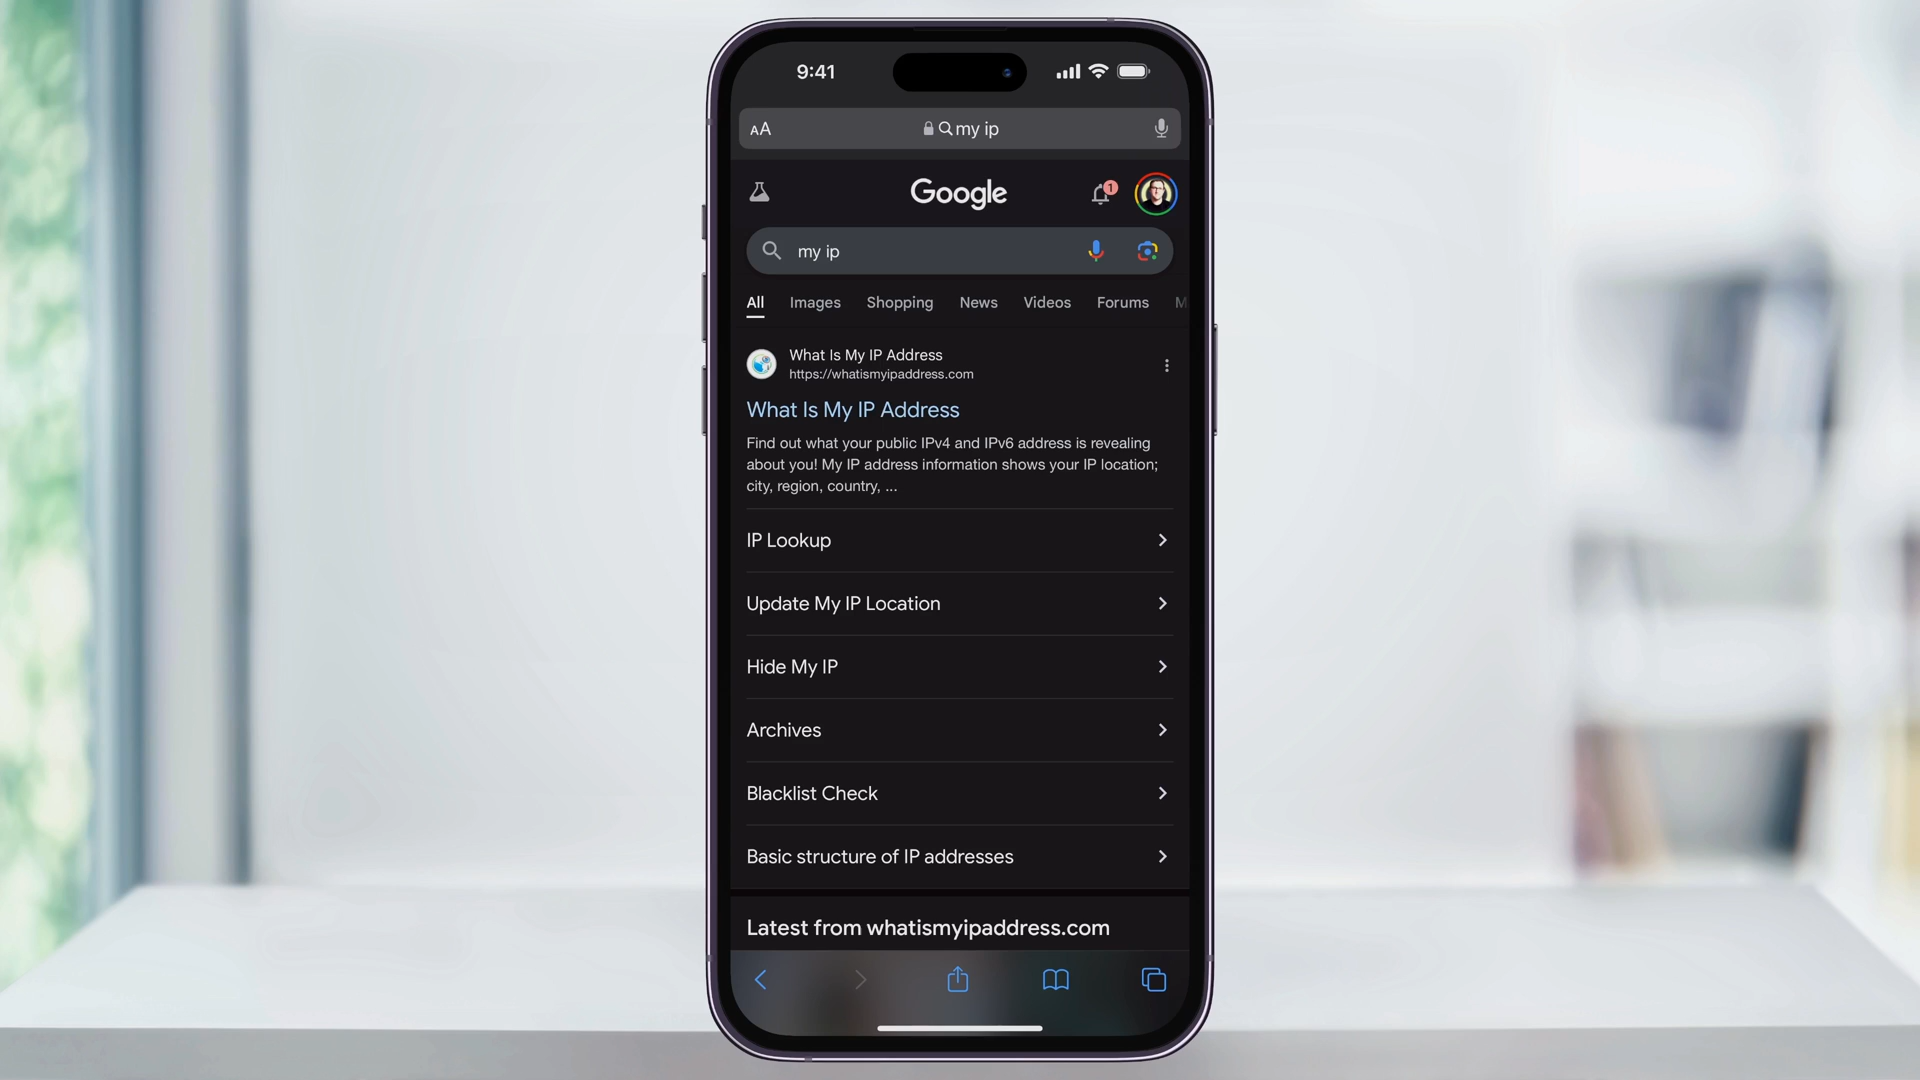 9:41
AA my ip
Google 1
my ip
All Images Shopping News Videos Forums M
What Is My IP Address
https://whatismyipaddress.com
What Is My IP Address
Find out what your public IPv4 and IPv6 address is revealing
about you! My IP address information shows your IP location;
city, region, country, ...
IP Lookup
Update My IP Location
Hide My IP
Archives
Blacklist Check
Basic structure of IP addresses
Latest from whatismyipaddress.com